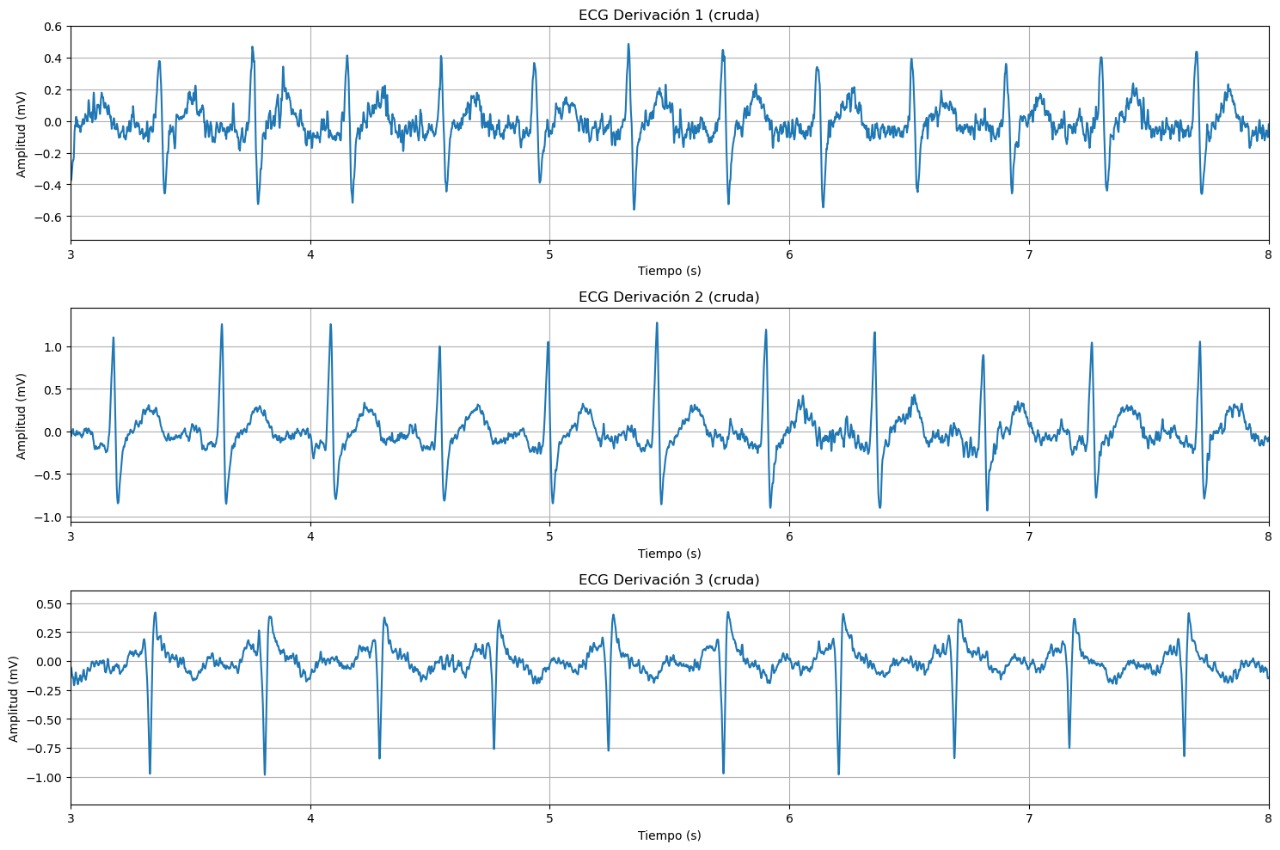 ECG Derivación 1 (cruda)
0.6
0.4
0.2
0.0
−0.2
−0.4
−0.6
Amplitud (mV)
3 4 5 6 7 8
Tiempo (s)
ECG Derivación 2 (cruda)
1.0
0.5
0.0
−0.5
−1.0
Amplitud (mV)
3 4 5 6 7 8
Tiempo (s)
ECG Derivación 3 (cruda)
0.50
0.25
0.00
−0.25
−0.50
−0.75
−1.00
Amplitud (mV)
3 4 5 6 7 8
Tiempo (s)